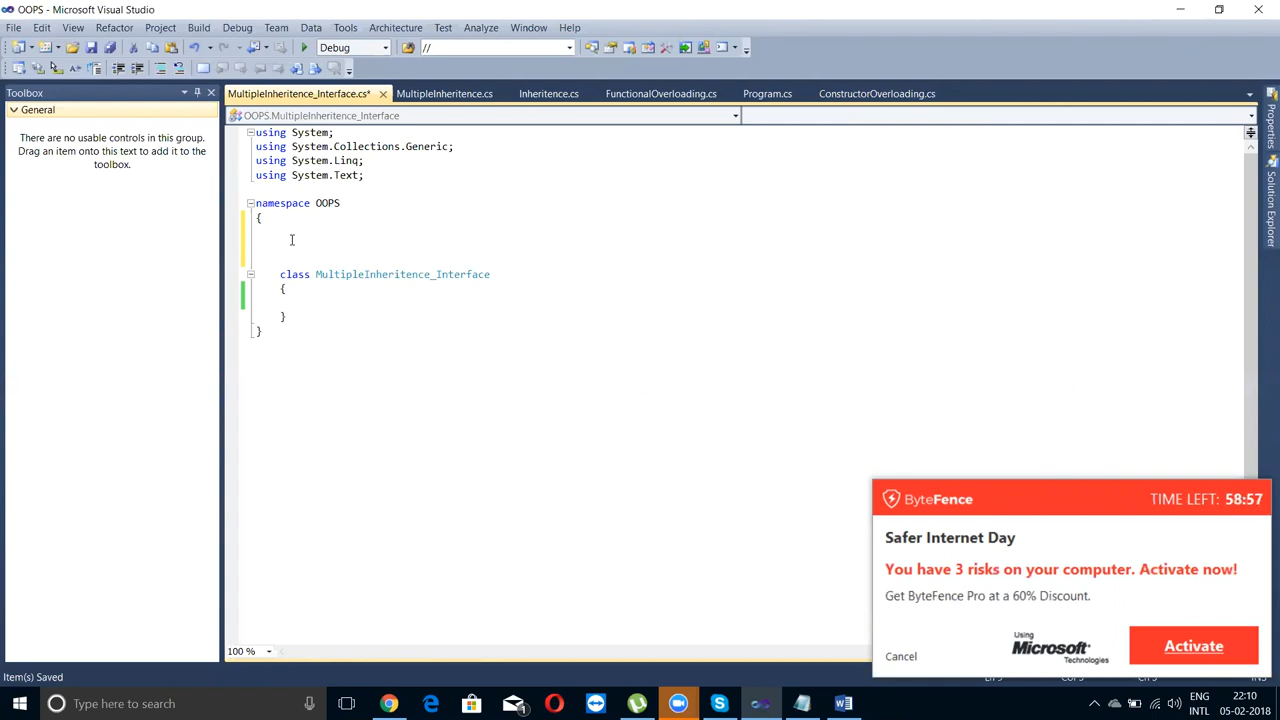 OOPS - Microsoft Visual Studio
File Edit View Refactor Project Build Debug Team Data Tools Architecture Test Analyze Window Help
Debug //
Toolbox
General
There are no usable controls in this group. Drag an item onto this text to add it to the toolbox.
MultipleInheritence_Interface.cs* MultipleInheritence.cs Inheritence.cs FunctionalOverloading.cs Program.cs ConstructorOverloading.cs
OOPS.MultipleInheritence_Interface
using System;
using System.Collections.Generic;
using System.Linq;
using System.Text;
namespace OOPS
{
class MultipleInheritence_Interface
{
}
}
Properties
Solution Explorer
100 %
ByteFence TIME LEFT: 58:57
Safer Internet Day
You have 3 risks on your computer. Activate now!
Get ByteFence Pro at a 60% Discount.
Cancel
Using
Microsoft
Technologies
Activate
Item(s) Saved
Type here to search
1
ENG
INTL
22:10
05-02-2018